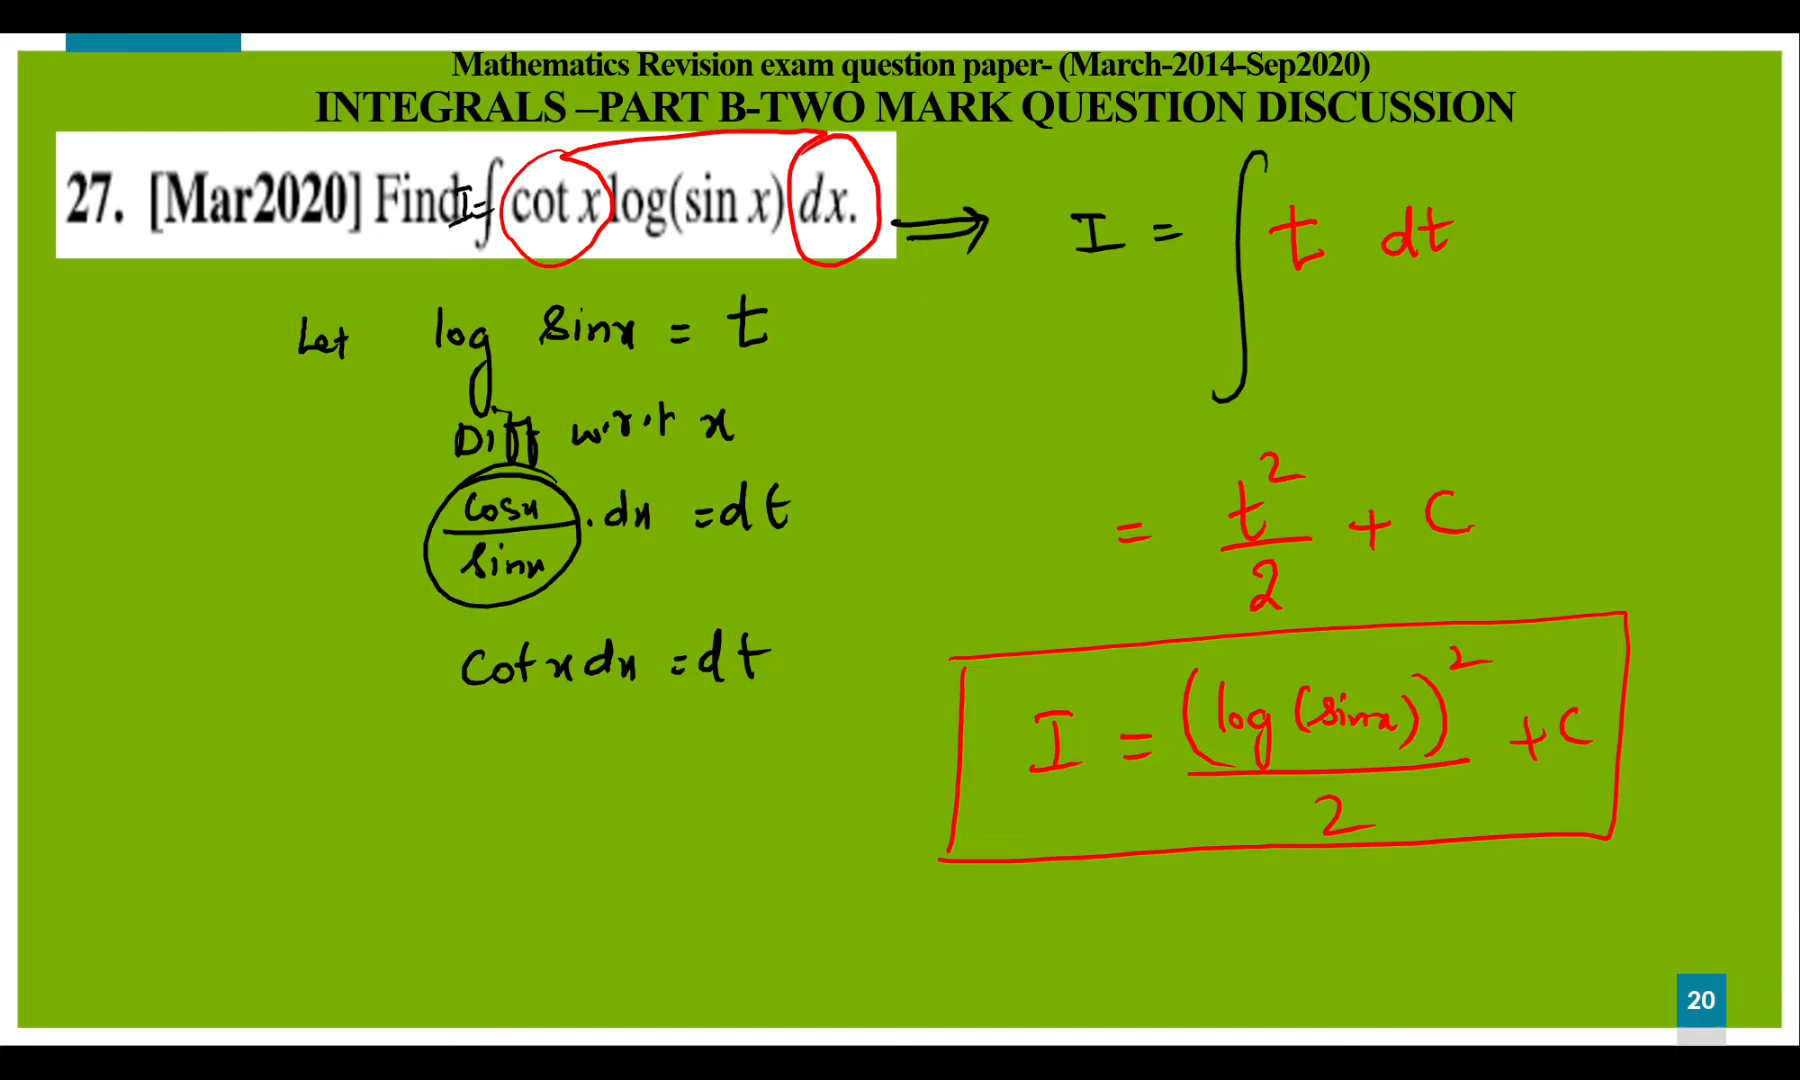 Mathematics Revision exam question paper- (March-2014-Sep2020)
INTEGRALS –PART B-TWO MARK QUESTION DISCUSSION
27. [Mar2020] Find I= ∫ cot x log(sin x) dx.
⟹ I = ∫ t dt
Let log sinx = t
Diff w.r.t x
cosx/sinx . dx = dt
= t²/2 + C
cotx dx = dt
I = (log(sinx))²/2 + C
20